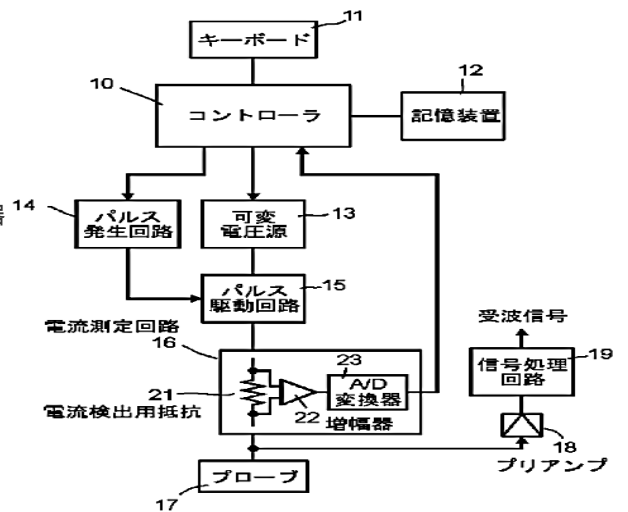 11
キーボード
10
コントローラ
12
記憶装置
14
パルス
発生回路
可変
電圧源
13
パルス
駆動回路
15
電流測定回路
16
受波信号
信号処理
回路
19
21
電流検出用抵抗
22
23
A/D
変換器
増幅器
18
プリアンプ
プローブ
17